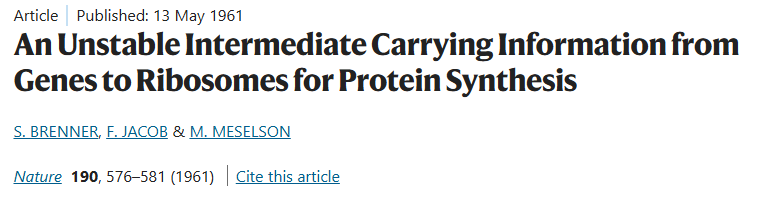 Article | Published: 13 May 1961
An Unstable Intermediate Carrying Information from
Genes to Ribosomes for Protein Synthesis
S. BRENNER, F. JACOB & M. MESELSON
Nature 190, 576–581 (1961) | Cite this article